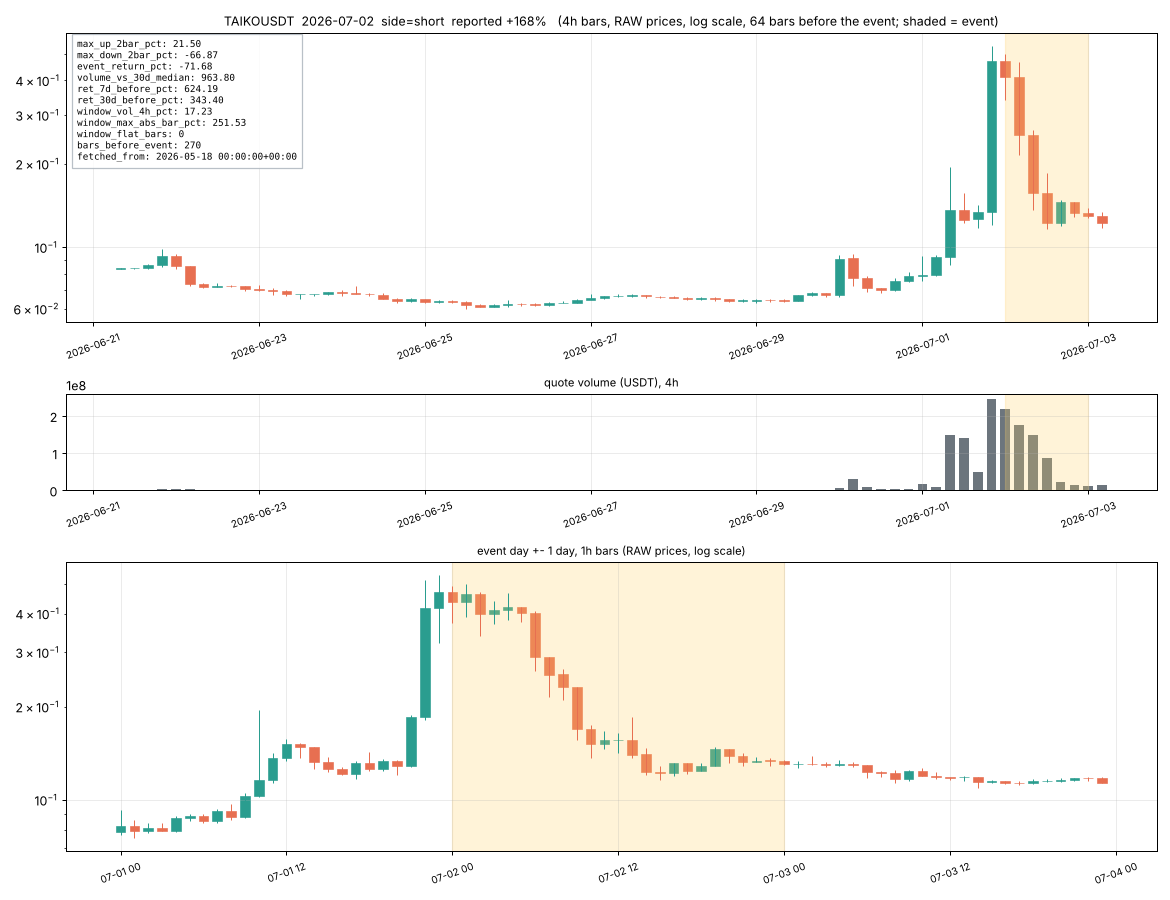 TAIKOUSDT  2026-07-02  side=short  reported +168%   (4h bars, RAW prices, log scale, 64 bars before the event; shaded = event)
max_up_2bar_pct: 21.50
max_down_2bar_pct: -66.87
event_return_pct: -71.68
volume_vs_30d_median: 963.80
ret_7d_before_pct: 624.19
ret_30d_before_pct: 343.40
window_vol_4h_pct: 17.23
window_max_abs_bar_pct: 251.53
window_flat_bars: 0
bars_before_event: 270
fetched_from: 2026-05-18 00:00:00+00:00
4 × 10⁻¹
3 × 10⁻¹
2 × 10⁻¹
10⁻¹
6 × 10⁻²
2026-06-21 2026-06-23 2026-06-25 2026-06-27 2026-06-29 2026-07-01 2026-07-03
quote volume (USDT), 4h
1e8
2
1
0
2026-06-21 2026-06-23 2026-06-25 2026-06-27 2026-06-29 2026-07-01 2026-07-03
event day +- 1 day, 1h bars (RAW prices, log scale)
4 × 10⁻¹
3 × 10⁻¹
2 × 10⁻¹
10⁻¹
07-01 00 07-01 12 07-02 00 07-02 12 07-03 00 07-03 12 07-04 00